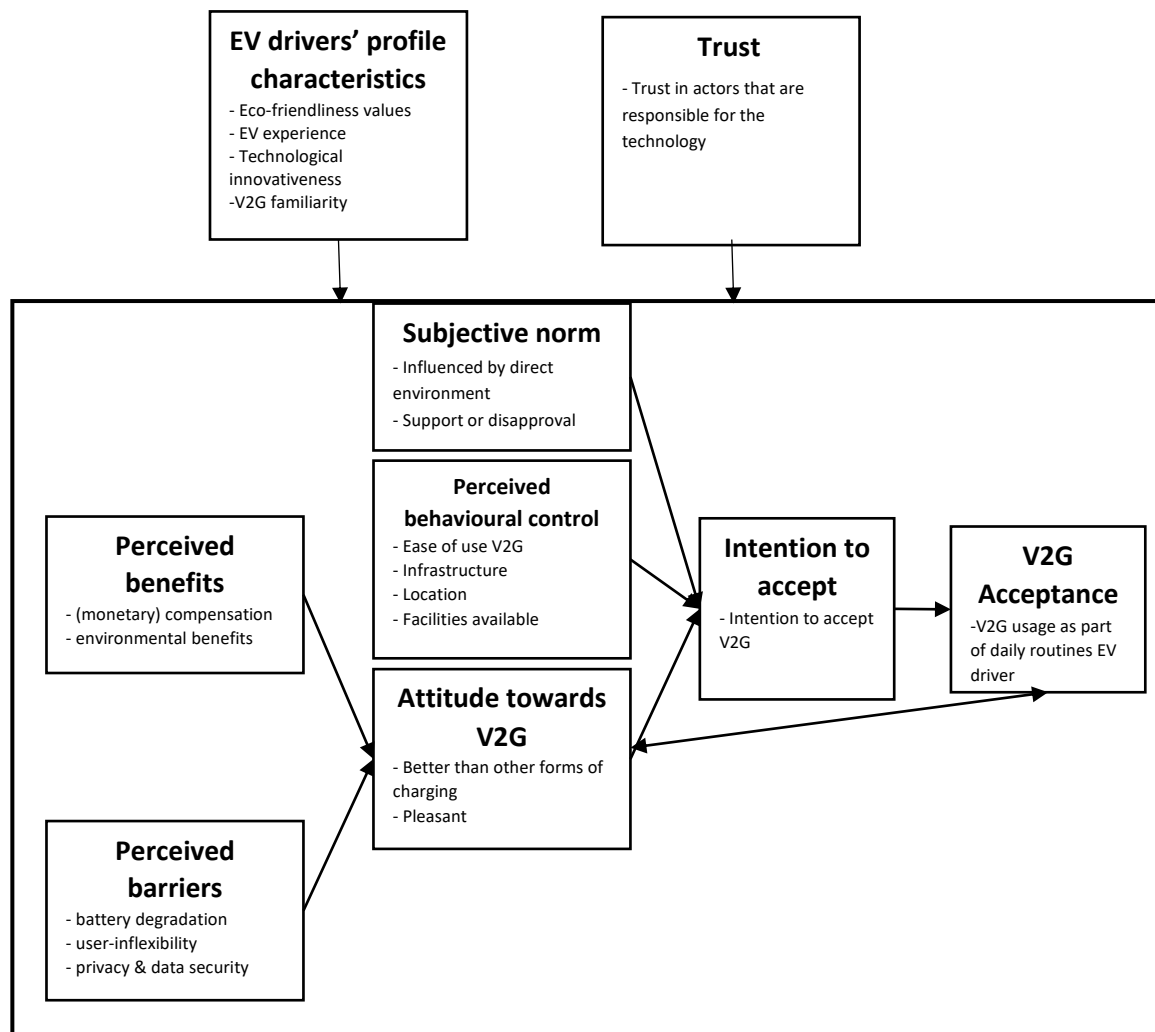 EV drivers’ profile
characteristics
- Eco-friendliness values
- EV experience
- Technological
innovativeness
-V2G familiarity
Trust
- Trust in actors that are
responsible for the
technology
Subjective norm
- Influenced by direct
environment
- Support or disapproval
Perceived
behavioural control
- Ease of use V2G
- Infrastructure
- Location
- Facilities available
Perceived
benefits
- (monetary) compensation
- environmental benefits
Attitude towards
V2G
- Better than other forms of
charging
- Pleasant
Perceived
barriers
- battery degradation
- user-inflexibility
- privacy & data security
Intention to
accept
- Intention to accept
V2G
V2G
Acceptance
-V2G usage as part
of daily routines EV
driver